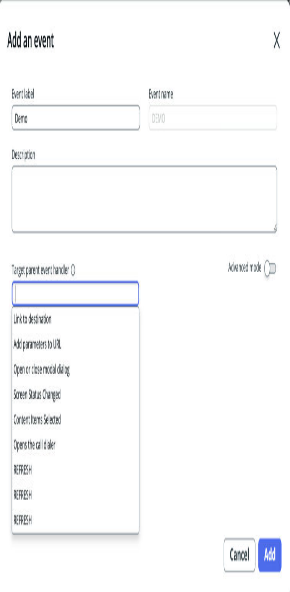 Add an event
Event label
Event name
Demo
DEMO
Description
Target parent event handler
Advanced mode
Link to destination
Add parameters to URL
Open or close modal dialog
Screen Status Changed
Content Items Selected
Opens the call dialer
REFRESH
REFRESH
REFRESH
Cancel
Add